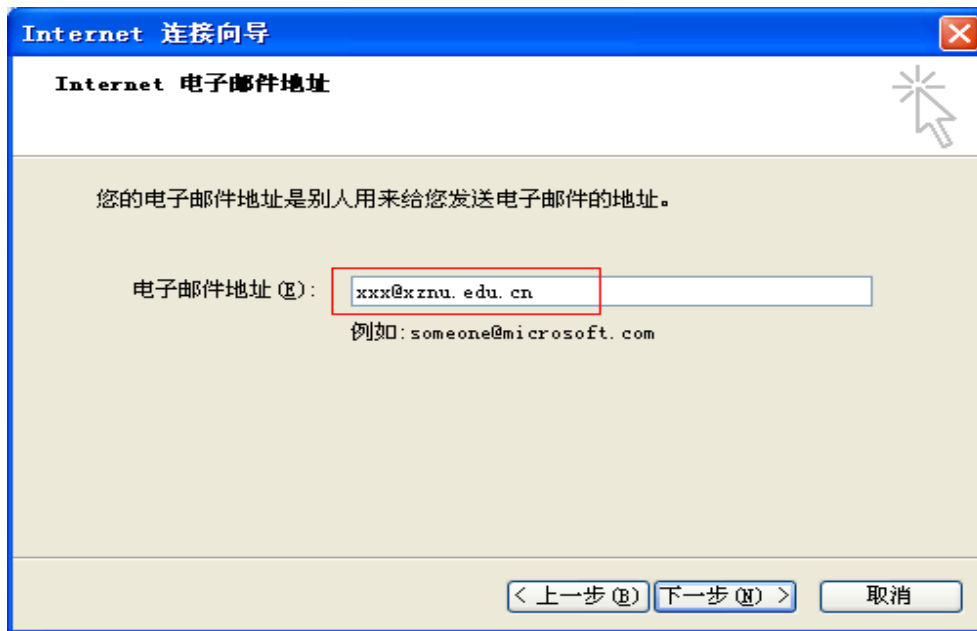 Internet 连接向导
Internet 电子邮件地址
您的电子邮件地址是别人用来给您发送电子邮件的地址。
电子邮件地址(E): xxx@xznu.edu.cn
例如:someone@microsoft.com
< 上一步(B) 下一步(N) > 取消